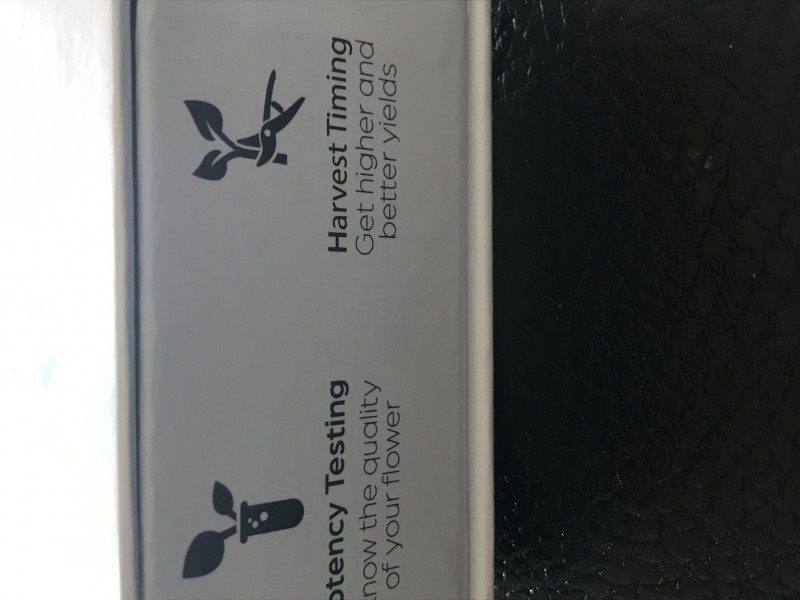 otency Testing
now the quality
of your flower
Harvest Timing
Get higher and
better yields